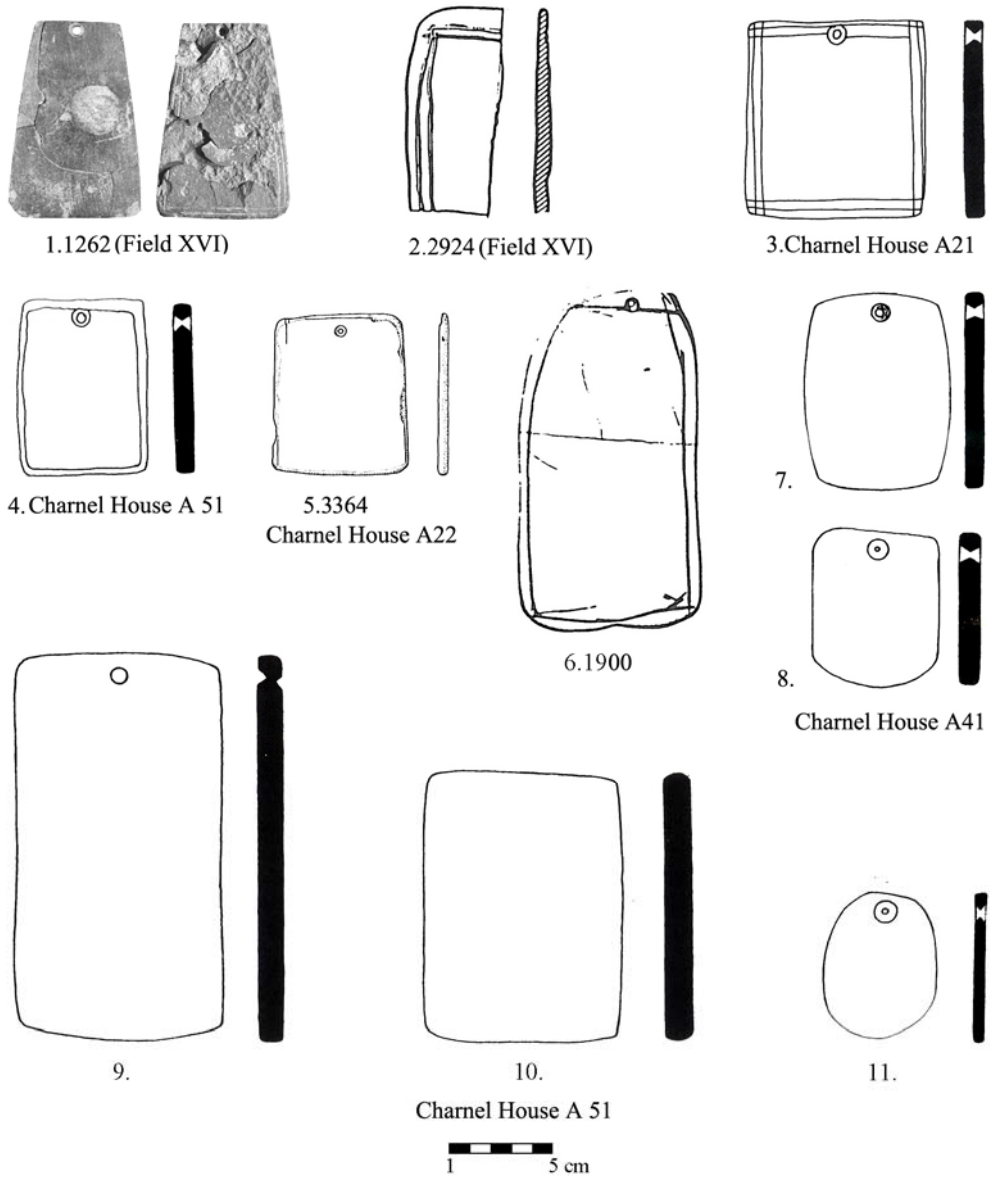 1.1262 (Field XVI)
2.2924 (Field XVI)
3.Charnel House A21
4. Charnel House A 51
5.3364
Charnel House A22
6.1900
7.
8.
Charnel House A41
9.
10.
11.
Charnel House A 51
1 5 cm